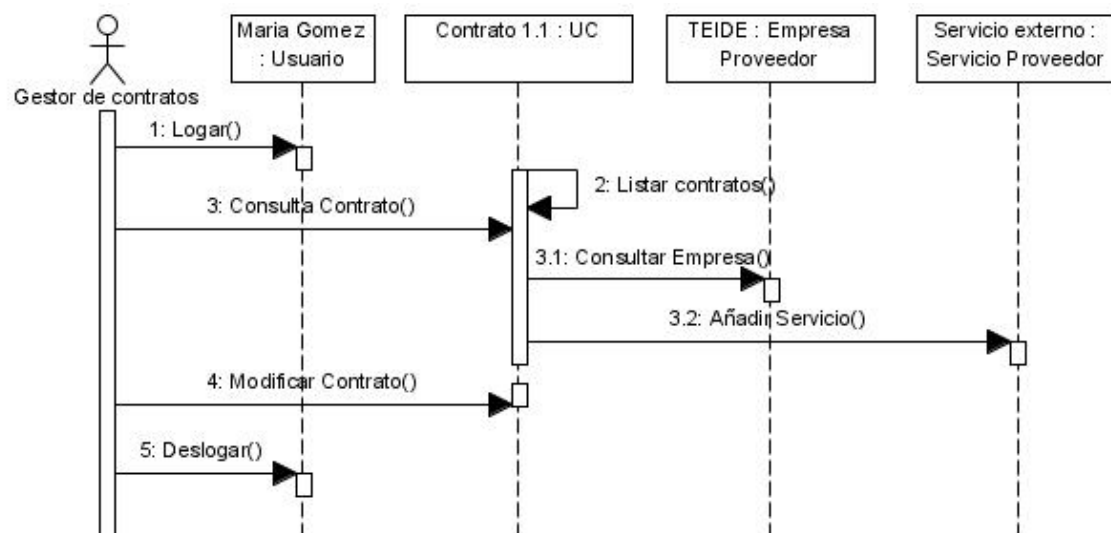 Maria Gomez
: Usuario
Contrato 1.1 : UC
TEIDE : Empresa
Proveedor
Servicio externo :
Servicio Proveedor
Gestor de contratos
1: Logar()
2: Listar contratos()
3: Consulta Contrato()
3.1: Consultar Empresa()
3.2: Añadir Servicio()
4: Modificar Contrato()
5: Deslogar()